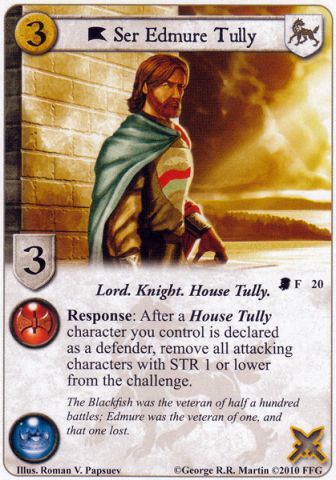 3
Ser Edmure Tully
3
Lord. Knight. House Tully.
F 20
Response: After a House Tully
character you control is declared
as a defender, remove all attacking
characters with STR 1 or lower
from the challenge.
The Blackfish was the veteran of half a hundred
battles; Edmure was the veteran of one, and
that one lost.
Illus. Roman V. Papsuev
©George R.R. Martin ©2010 FFG